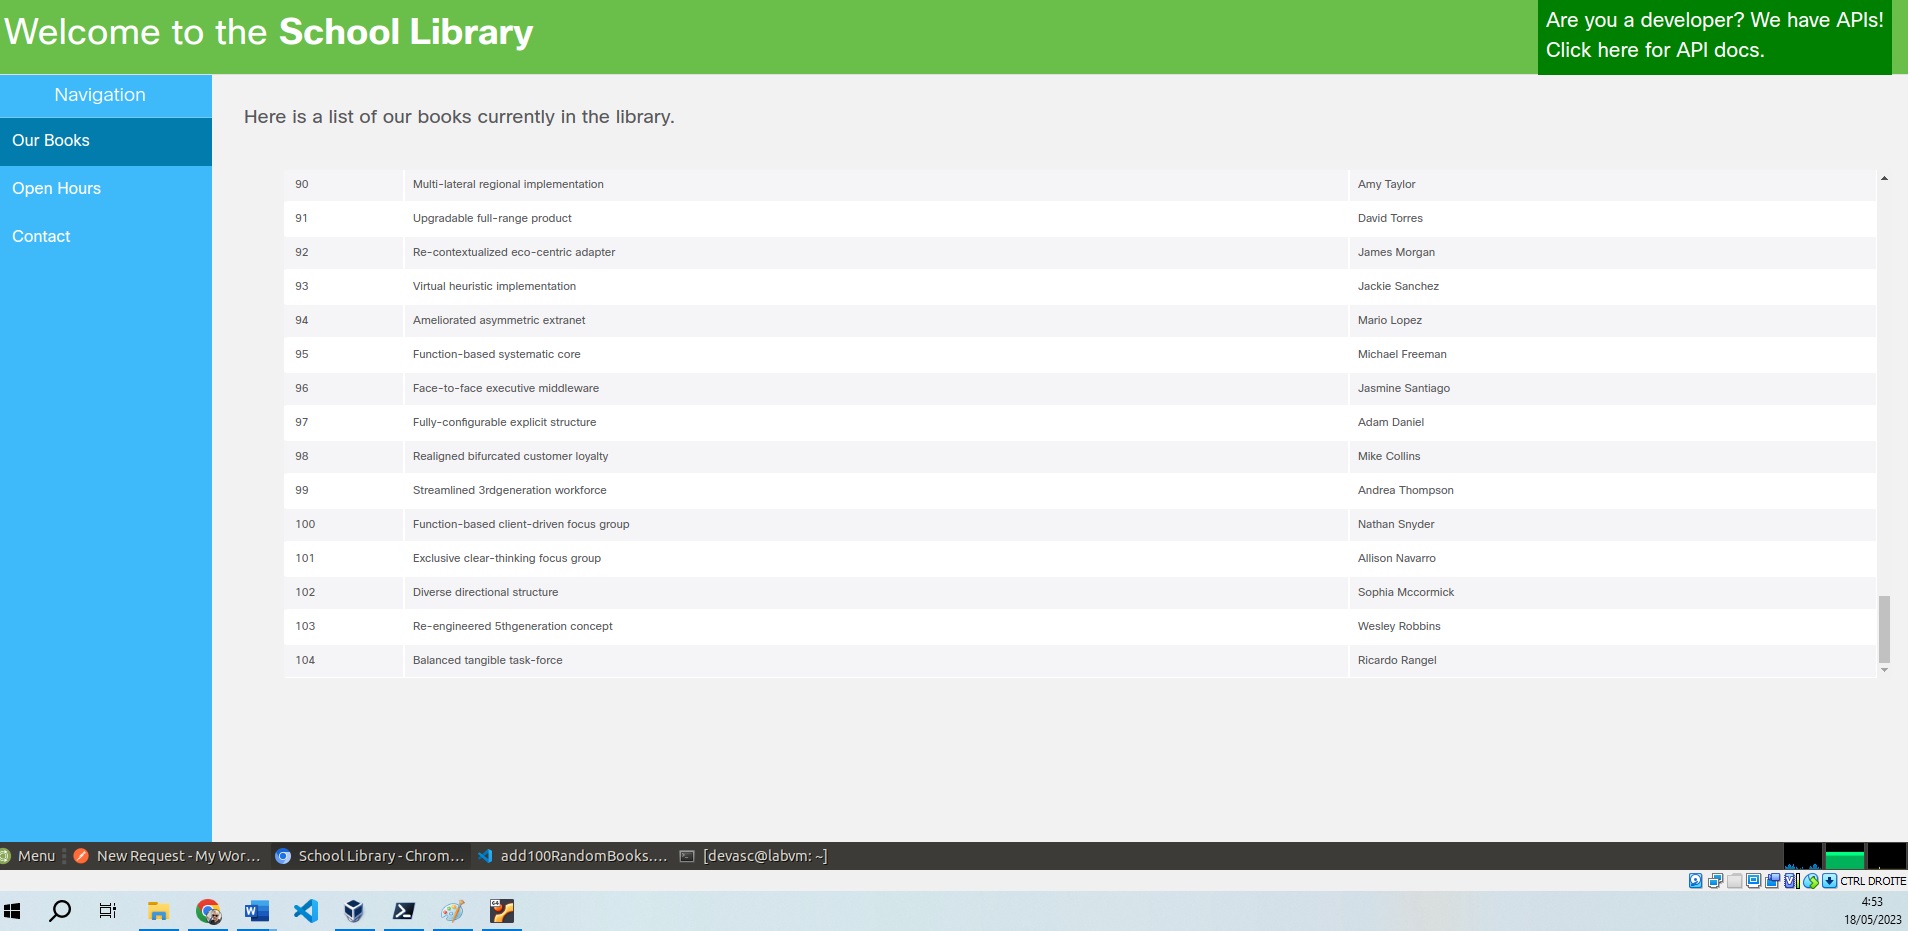 Welcome to the School Library
Are you a developer? We have APIs!
Click here for API docs.
Navigation
Our Books
Open Hours
Contact
Here is a list of our books currently in the library.
90 Multi-lateral regional implementation Amy Taylor
91 Upgradable full-range product David Torres
92 Re-contextualized eco-centric adapter James Morgan
93 Virtual heuristic implementation Jackie Sanchez
94 Ameliorated asymmetric extranet Mario Lopez
95 Function-based systematic core Michael Freeman
96 Face-to-face executive middleware Jasmine Santiago
97 Fully-configurable explicit structure Adam Daniel
98 Realigned bifurcated customer loyalty Mike Collins
99 Streamlined 3rdgeneration workforce Andrea Thompson
100 Function-based client-driven focus group Nathan Snyder
101 Exclusive clear-thinking focus group Allison Navarro
102 Diverse directional structure Sophia Mccormick
103 Re-engineered 5thgeneration concept Wesley Robbins
104 Balanced tangible task-force Ricardo Rangel
Menu New Request - My Wor... School Library - Chrom... add100RandomBooks.... [devasc@labvm: ~]
CTRL DROITE
4:53
18/05/2023